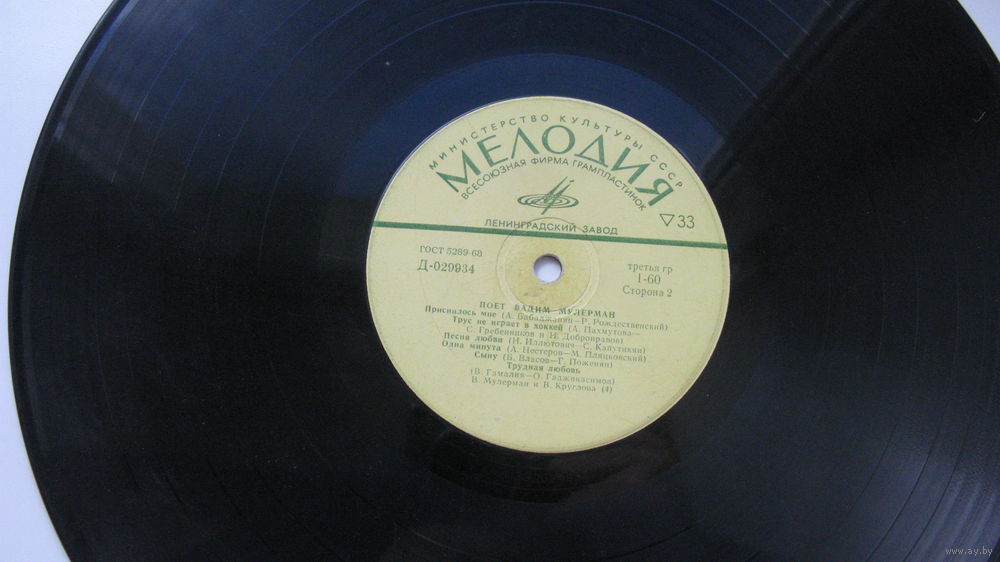 МИНИСТЕРСТВО КУЛЬТУРЫ СССР
МЕЛОДИЯ
ВСЕСОЮЗНАЯ ФИРМА ГРАМПЛАСТИНОК
▽33
ЛЕНИНГРАДСКИЙ ЗАВОД
ГОСТ 5289-68
Д-029934
третья гр
1-60
Сторона 2
ПОЕТ ВАДИМ МУЛЕРМАН
Приснилось мне (А. Бабаджанян—Р. Рождественский)
Трус не играет в хоккей (А. Пахмутова—
С. Гребенников и Н. Добронравов)
Песня любви (Н. Иллютович—С. Капутикян)
Одна минута (А. Нестеров—М. Пляцковский)
Сыну (В. Власов—Г. Поженян)
Трудная любовь
(В. Гамалия—О. Гаджикасимов)
В. Мулерман и В. Круглова (4)
www.ay.by